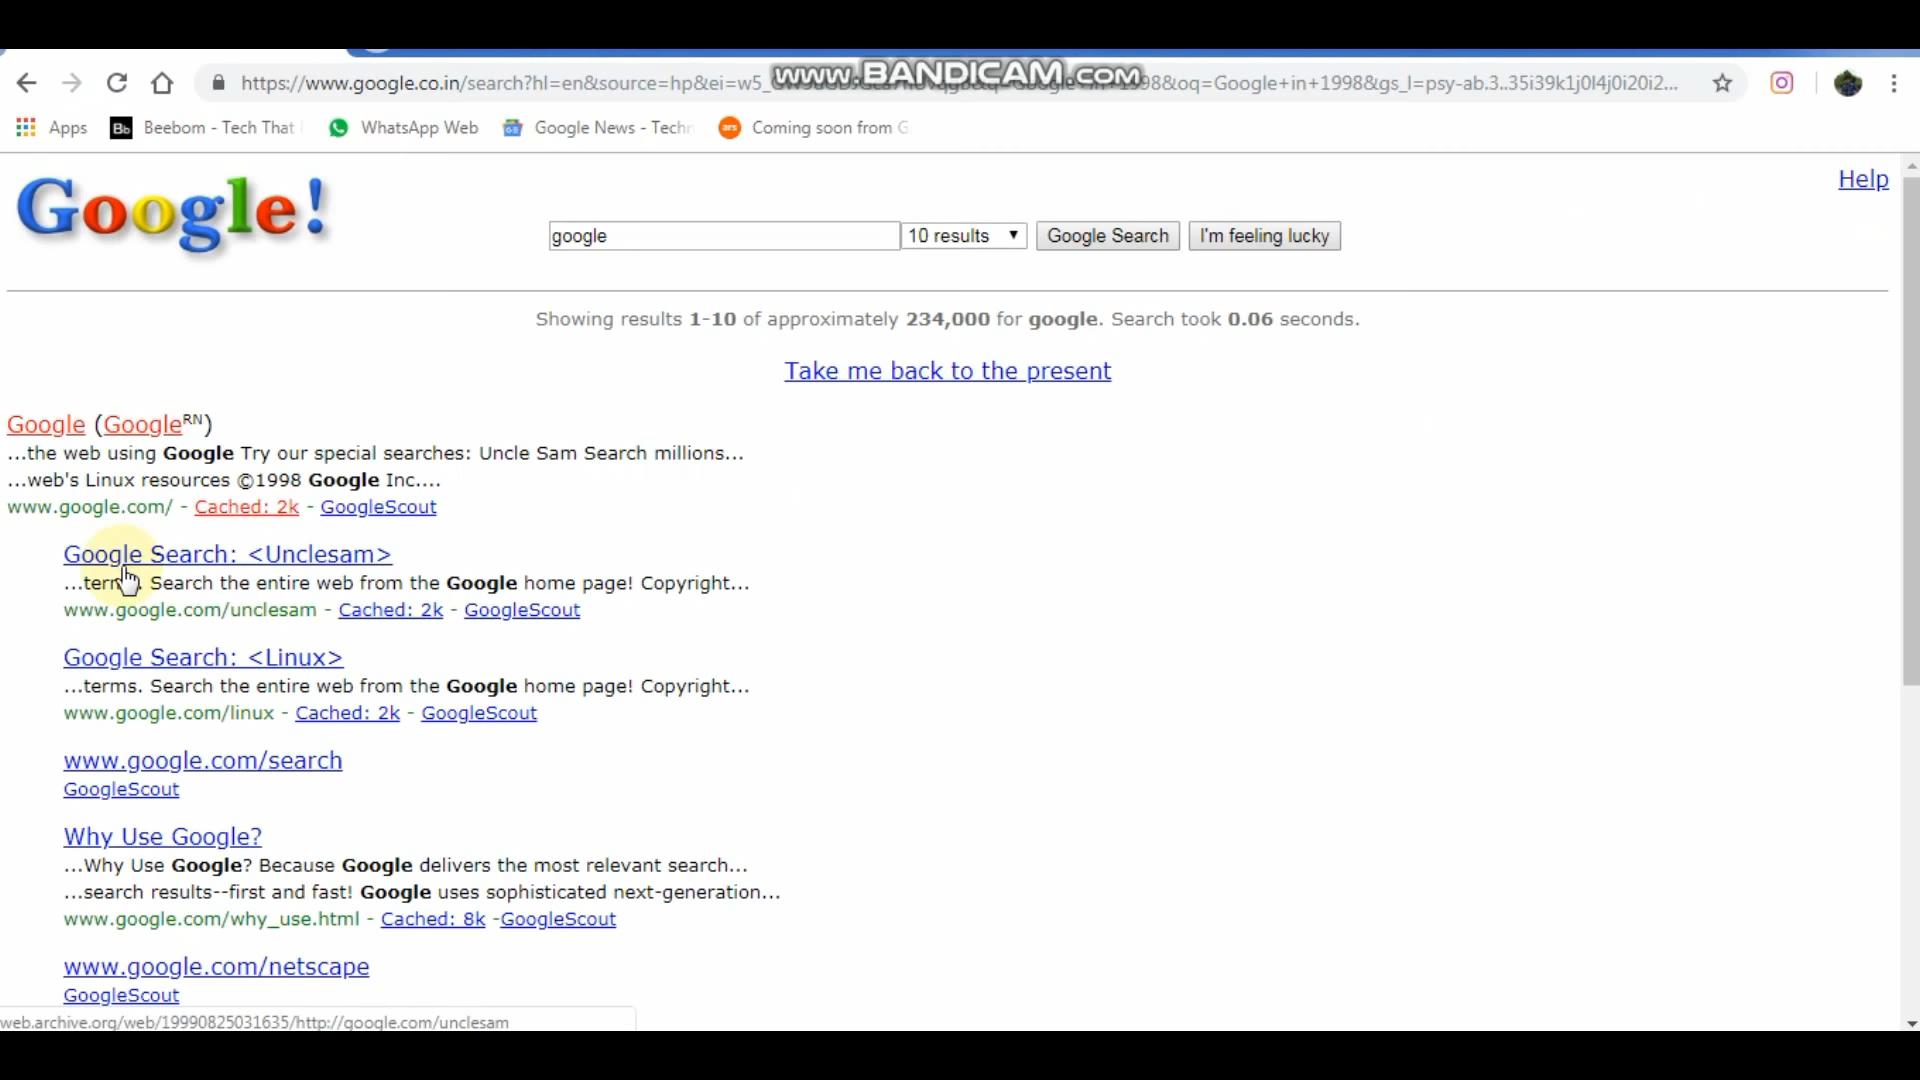 www.BANDICAM.com
https://www.google.co.in/search?hl=en&source=hp&ei=w5_
1998&oq=Google+in+1998&gs_l=psy-ab.3..35i39k1j0l4j0i20i2...
Apps Beebom - Tech That WhatsApp Web Google News - Techn Coming soon from G
Google!
Help
google 10 results Google Search I'm feeling lucky
Showing results 1-10 of approximately 234,000 for google. Search took 0.06 seconds.
Take me back to the present
Google (GoogleRN)
...the web using Google Try our special searches: Uncle Sam Search millions...
...web's Linux resources ©1998 Google Inc....
www.google.com/ - Cached: 2k - GoogleScout
Google Search: <Unclesam>
...terms. Search the entire web from the Google home page! Copyright...
www.google.com/unclesam - Cached: 2k - GoogleScout
Google Search: <Linux>
...terms. Search the entire web from the Google home page! Copyright...
www.google.com/linux - Cached: 2k - GoogleScout
www.google.com/search
GoogleScout
Why Use Google?
...Why Use Google? Because Google delivers the most relevant search...
...search results--first and fast! Google uses sophisticated next-generation...
www.google.com/why_use.html - Cached: 8k -GoogleScout
www.google.com/netscape
GoogleScout
web.archive.org/web/19990825031635/http://google.com/unclesam